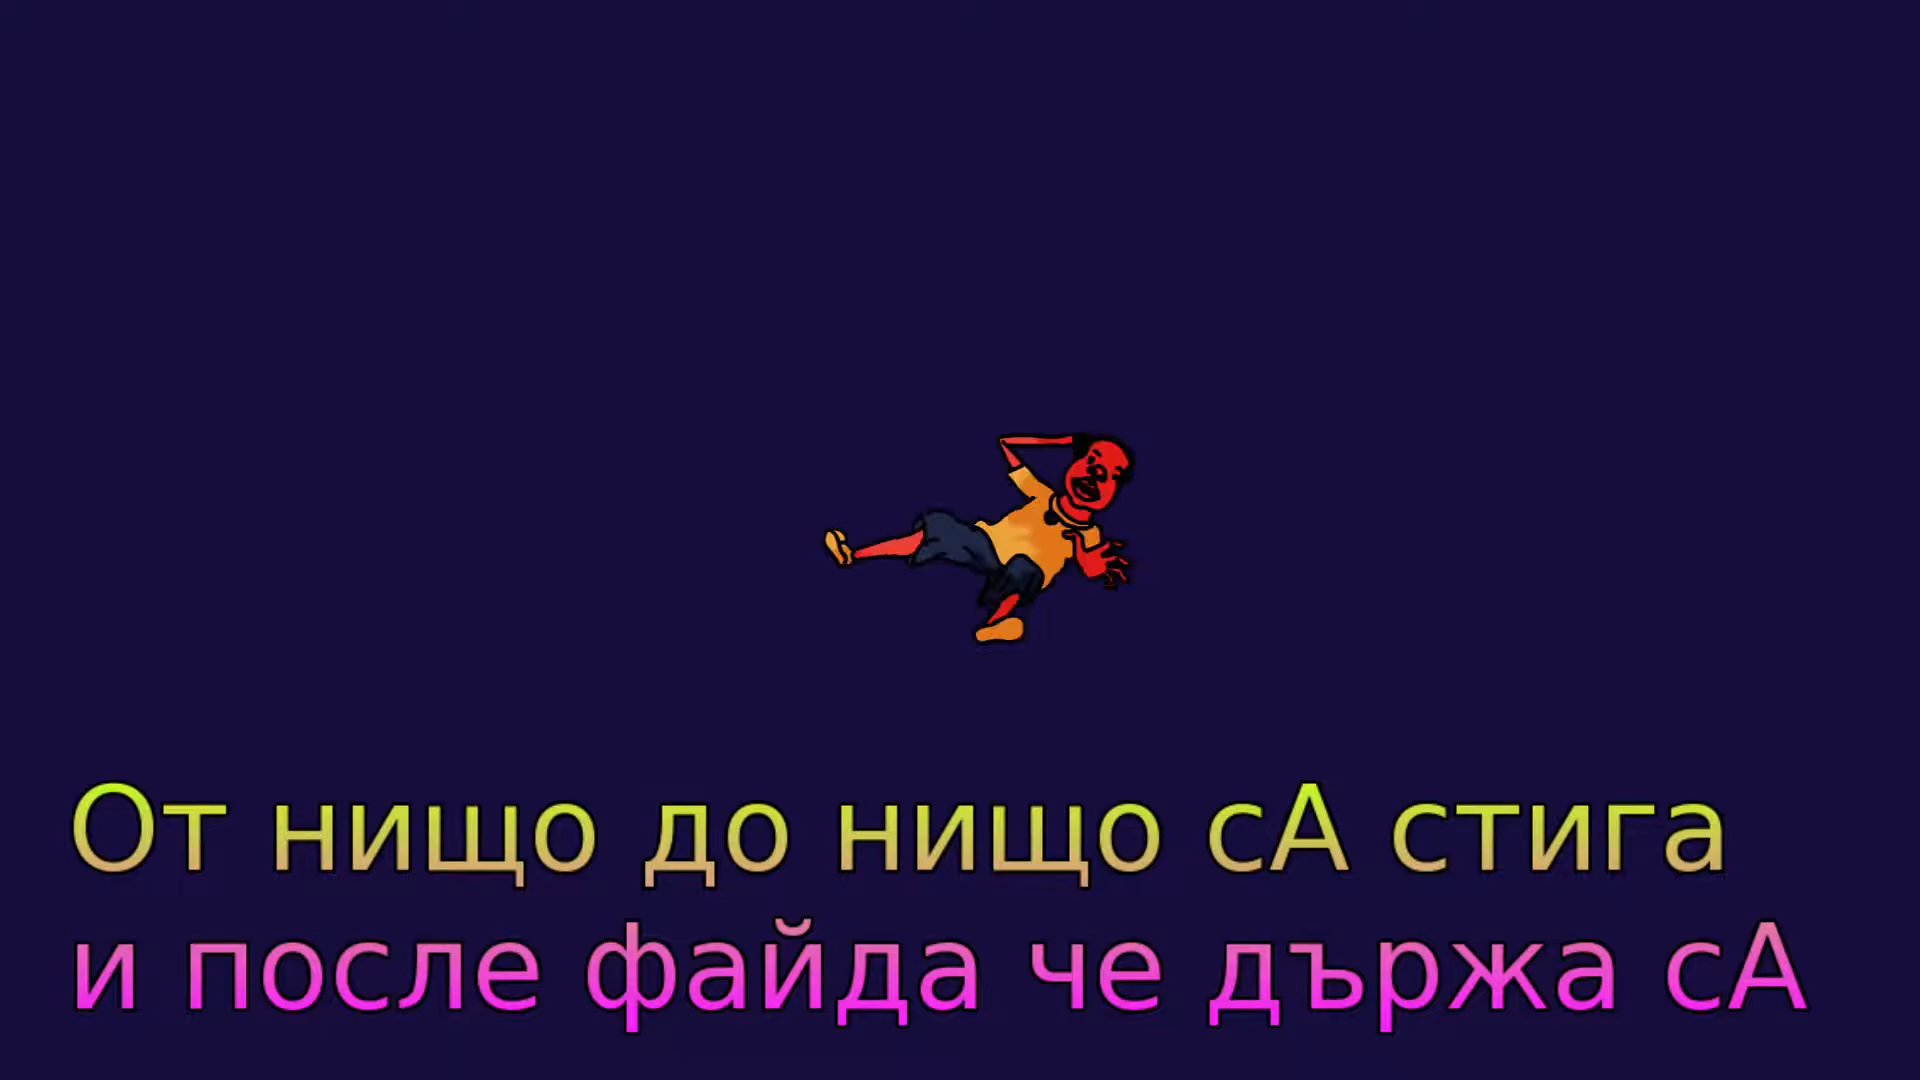 От нищо до нищо сА стига
и после файда че държа сА